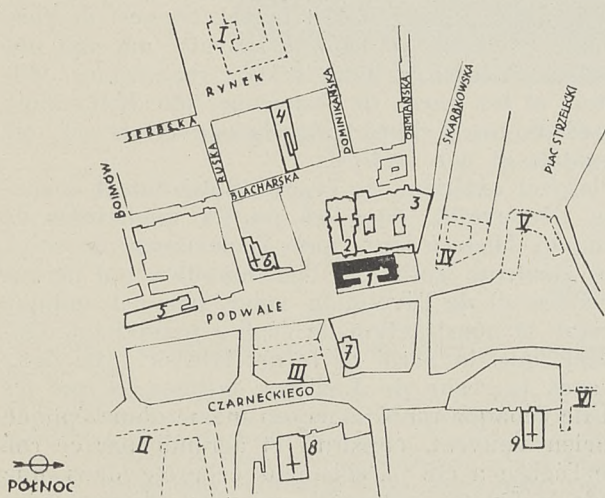 I
RYNEK
4
SERBSKA
RUSKA
DOMINIKAŃSKA
ORMIAŃSKA
SKARBKOWSKA
PLAC STRZELECKI
BLACHARSKA
BOIMÓW
3
2
6
V
IV
1
5
PODWALE
7
III
CZARNECKIEGO
VI
II
8
9
PÓŁNOC